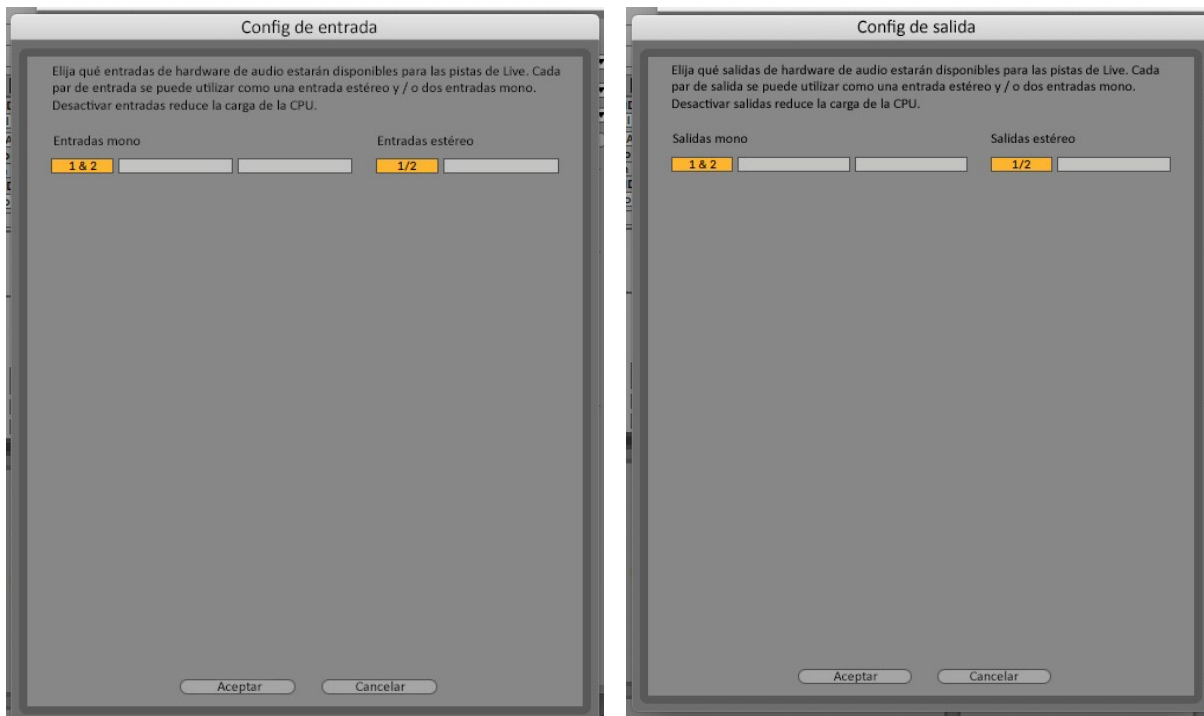 Config de entrada
Elija qué entradas de hardware de audio estarán disponibles para las pistas de Live. Cada
par de entrada se puede utilizar como una entrada estéreo y / o dos entradas mono.
Desactivar entradas reduce la carga de la CPU.
Entradas mono
Entradas estéreo
1 & 2
1/2
Aceptar
Cancelar
Config de salida
Elija qué salidas de hardware de audio estarán disponibles para las pistas de Live. Cada
par de salida se puede utilizar como una entrada estéreo y / o dos entradas mono.
Desactivar salidas reduce la carga de la CPU.
Salidas mono
Salidas estéreo
1 & 2
1/2
Aceptar
Cancelar